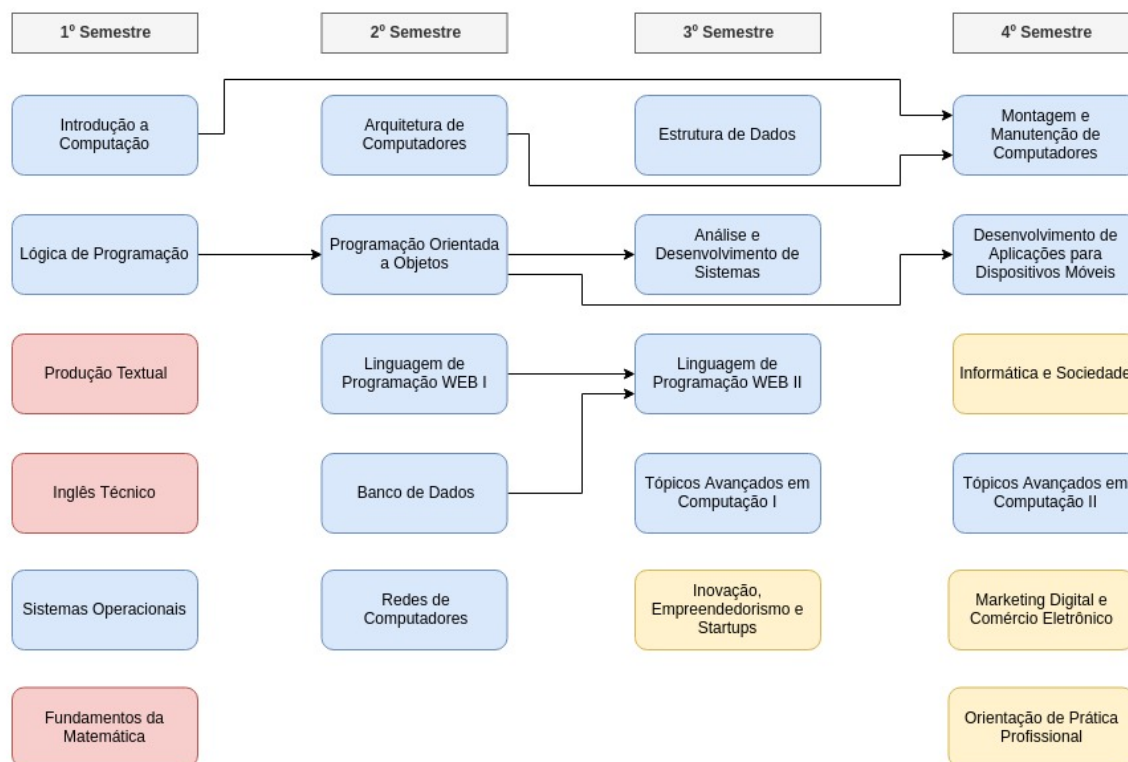 1º Semestre
2º Semestre
3º Semestre
4º Semestre
Introdução a
Computação
Arquitetura de
Computadores
Estrutura de Dados
Montagem e
Manutenção de
Computadores
Lógica de Programação
Programação Orientada
a Objetos
Análise e
Desenvolvimento de
Sistemas
Desenvolvimento de
Aplicações para
Dispositivos Móveis
Produção Textual
Linguagem de
Programação WEB I
Linguagem de
Programação WEB II
Informática e Sociedade
Inglês Técnico
Banco de Dados
Tópicos Avançados em
Computação I
Tópicos Avançados em
Computação II
Sistemas Operacionais
Redes de
Computadores
Inovação,
Empreendedorismo e
Startups
Marketing Digital e
Comércio Eletrônico
Fundamentos da
Matemática
Orientação de Prática
Profissional